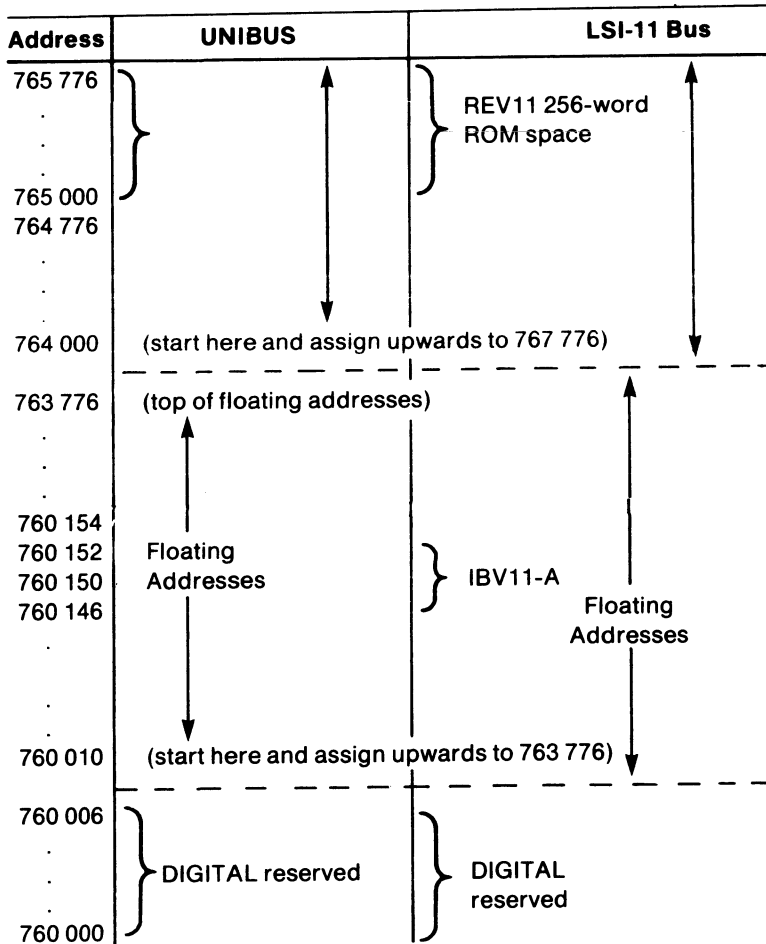 Address UNIBUS LSI-11 Bus
765 776
REV11 256-word
ROM space
.
.
.
765 000
764 776
.
.
.
764 000 (start here and assign upwards to 767 776)
763 776 (top of floating addresses)
.
.
.
760 154
760 152 Floating
760 150 Addresses IBV11-A
760 146 Floating
Addresses
.
.
.
760 010 (start here and assign upwards to 763 776)
760 006
.
DIGITAL reserved DIGITAL
reserved
.
.
760 000